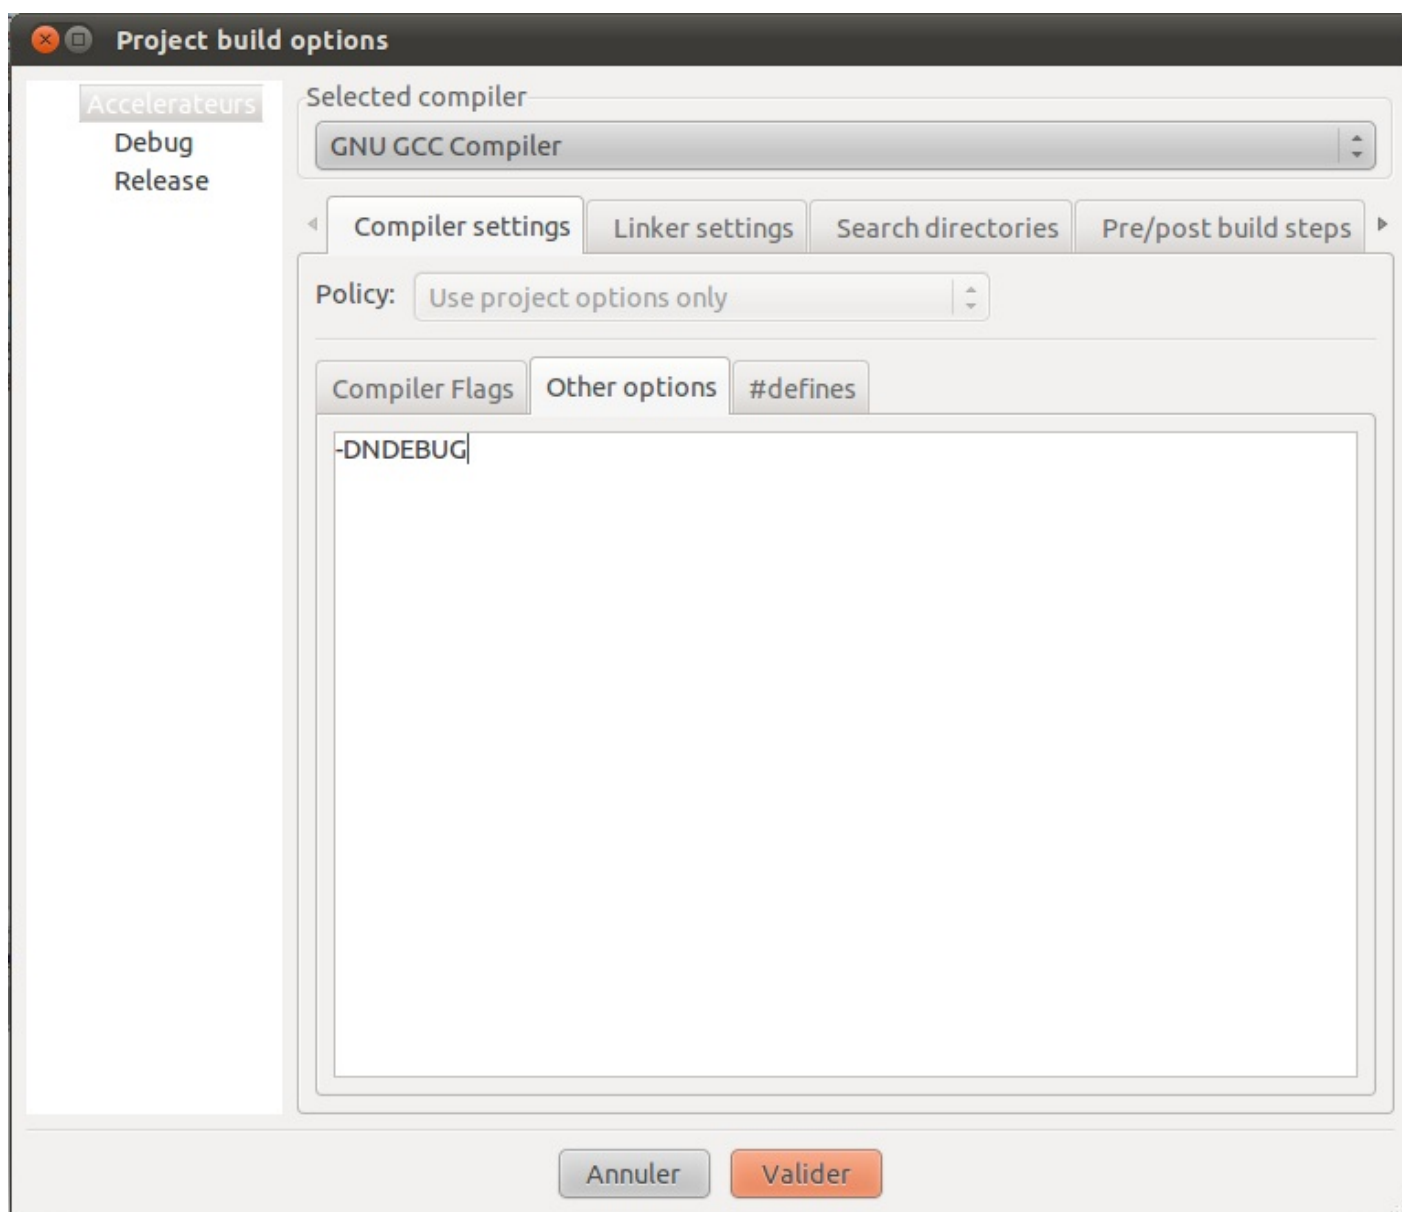 Project build options
Accelerateurs
Debug
Release
Selected compiler
GNU GCC Compiler
Compiler settings Linker settings Search directories Pre/post build steps
Policy: Use project options only
Compiler Flags Other options #defines
-DNDEBUG
Annuler Valider